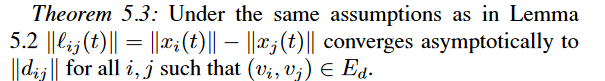 Theorem 5.3: Under the same assumptions as in Lemma
5.2 ‖ℓij(t)‖ = ‖xi(t)‖ − ‖xj(t)‖ converges asymptotically to
‖dij‖ for all i, j such that (vi, vj) ∈ Ed.